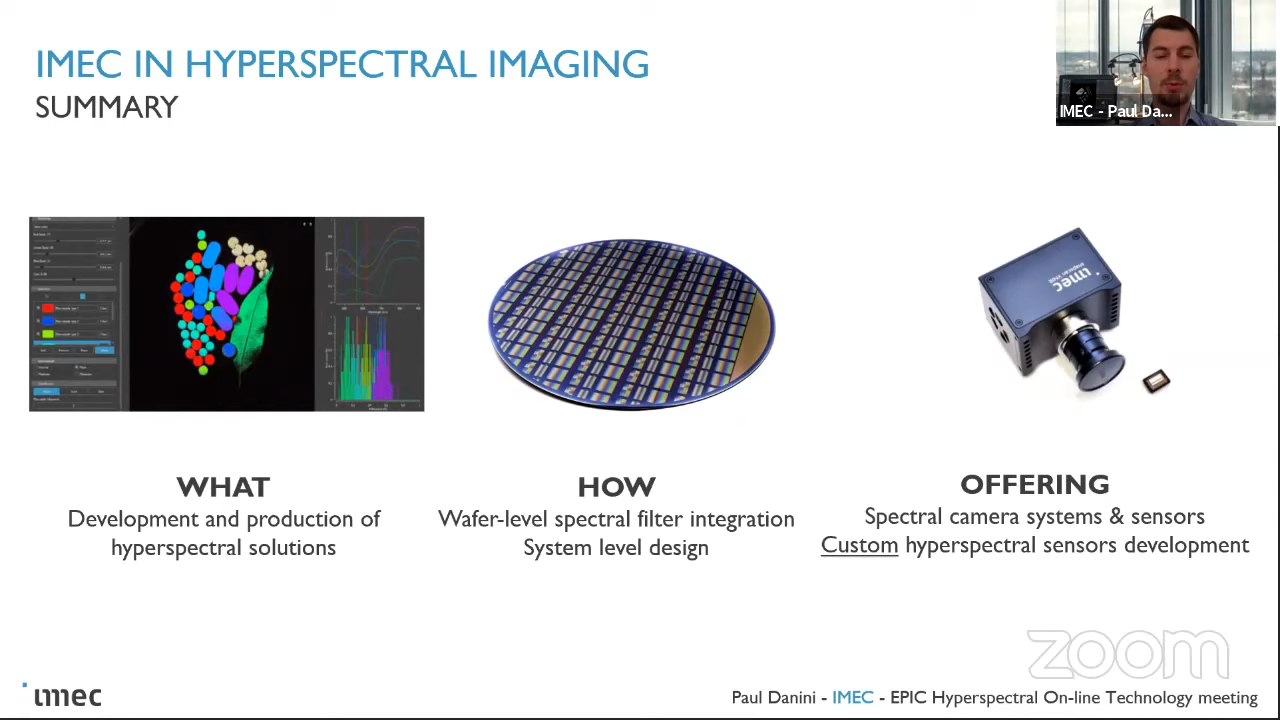 IMEC IN HYPERSPECTRAL IMAGING
SUMMARY
IMEC - Paul Da...
imec
WHAT
Development and production of
hyperspectral solutions
HOW
Wafer-level spectral filter integration
System level design
OFFERING
Spectral camera systems & sensors
Custom hyperspectral sensors development
zoom
imec
Paul Danini - IMEC - EPIC Hyperspectral On-line Technology meeting